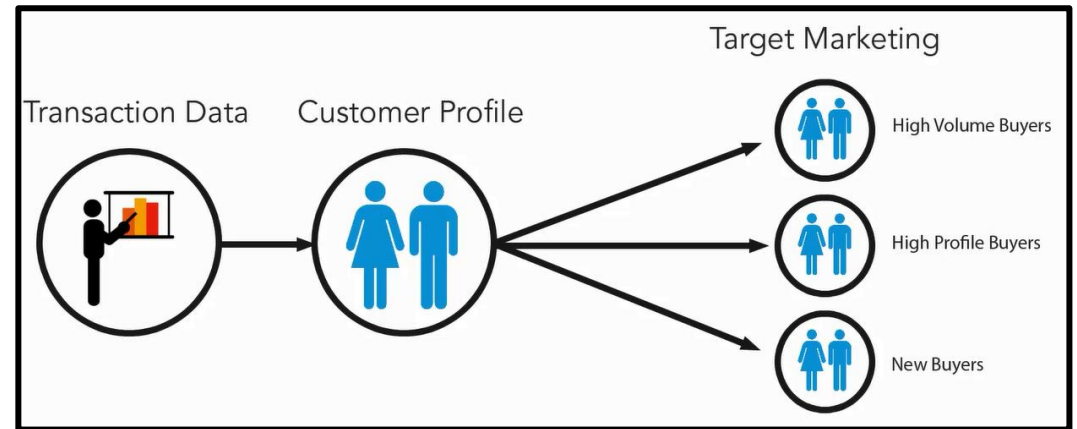 Target Marketing
Transaction Data
Customer Profile
High Volume Buyers
High Profile Buyers
New Buyers